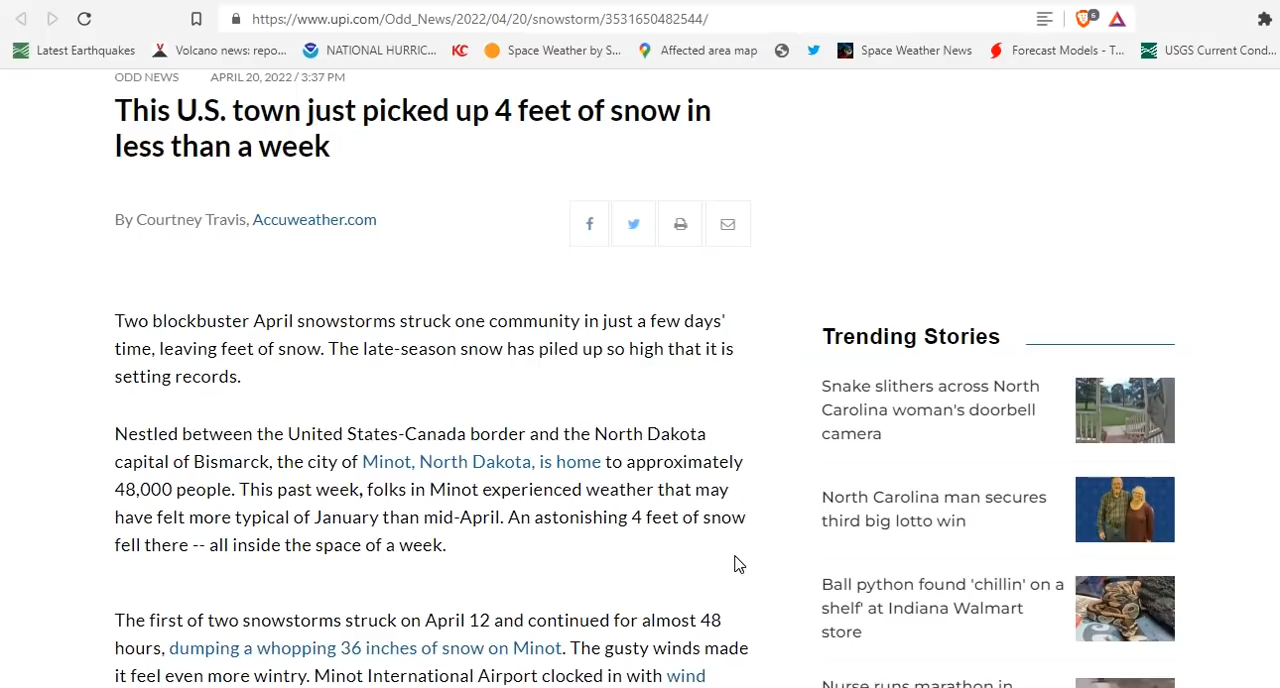 https://www.upi.com/Odd_News/2022/04/20/snowstorm/3531650482544/
6
Latest Earthquakes
Volcano news: repo...
NATIONAL HURRIC...
KC
Space Weather by S...
Affected area map
Space Weather News
Forecast Models - T...
USGS Current Cond...
ODD NEWS APRIL 20, 2022 / 3:37 PM
This U.S. town just picked up 4 feet of snow in
less than a week
By Courtney Travis, Accuweather.com
Two blockbuster April snowstorms struck one community in just a few days'
time, leaving feet of snow. The late-season snow has piled up so high that it is
setting records.
Nestled between the United States-Canada border and the North Dakota
capital of Bismarck, the city of Minot, North Dakota, is home to approximately
48,000 people. This past week, folks in Minot experienced weather that may
have felt more typical of January than mid-April. An astonishing 4 feet of snow
fell there -- all inside the space of a week.
The first of two snowstorms struck on April 12 and continued for almost 48
hours, dumping a whopping 36 inches of snow on Minot. The gusty winds made
it feel even more wintry. Minot International Airport clocked in with wind
Trending Stories
Snake slithers across North
Carolina woman's doorbell
camera
North Carolina man secures
third big lotto win
Ball python found 'chillin' on a
shelf' at Indiana Walmart
store
Nurse runs marathon in